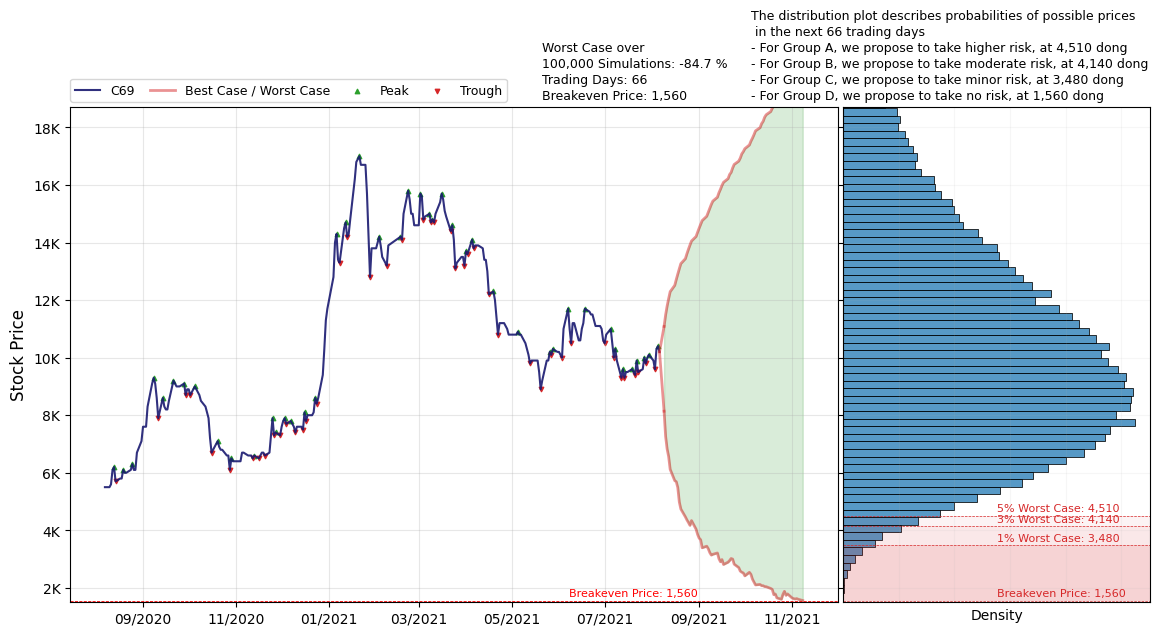 The distribution plot describes probabilities of possible prices
in the next 66 trading days
- For Group A, we propose to take higher risk, at 4,510 dong
- For Group B, we propose to take moderate risk, at 4,140 dong
- For Group C, we propose to take minor risk, at 3,480 dong
- For Group D, we propose to take no risk, at 1,560 dong
Worst Case over
100,000 Simulations: -84.7 %
Trading Days: 66
Breakeven Price: 1,560
C69
Best Case / Worst Case
Peak
Trough
Stock Price
18K
16K
14K
12K
10K
8K
6K
4K
2K
Breakeven Price: 1,560
09/2020
11/2020
01/2021
03/2021
05/2021
07/2021
09/2021
11/2021
5% Worst Case: 4,510
3% Worst Case: 4,140
1% Worst Case: 3,480
Breakeven Price: 1,560
Density